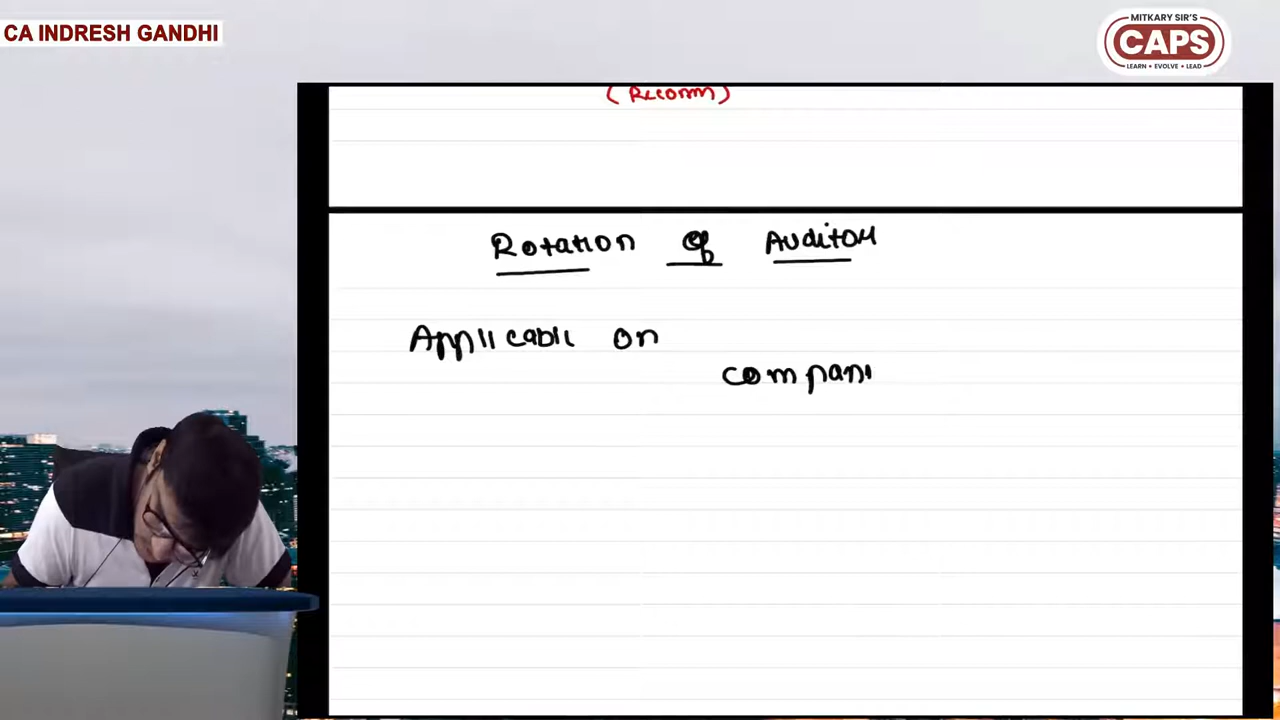 CA INDRESH GANDHI
MITKARY SIR'S
CAPS
LEARN • EVOLVE • LEAD
(Recomm)
Rotation of Auditor
Applicable on
compani